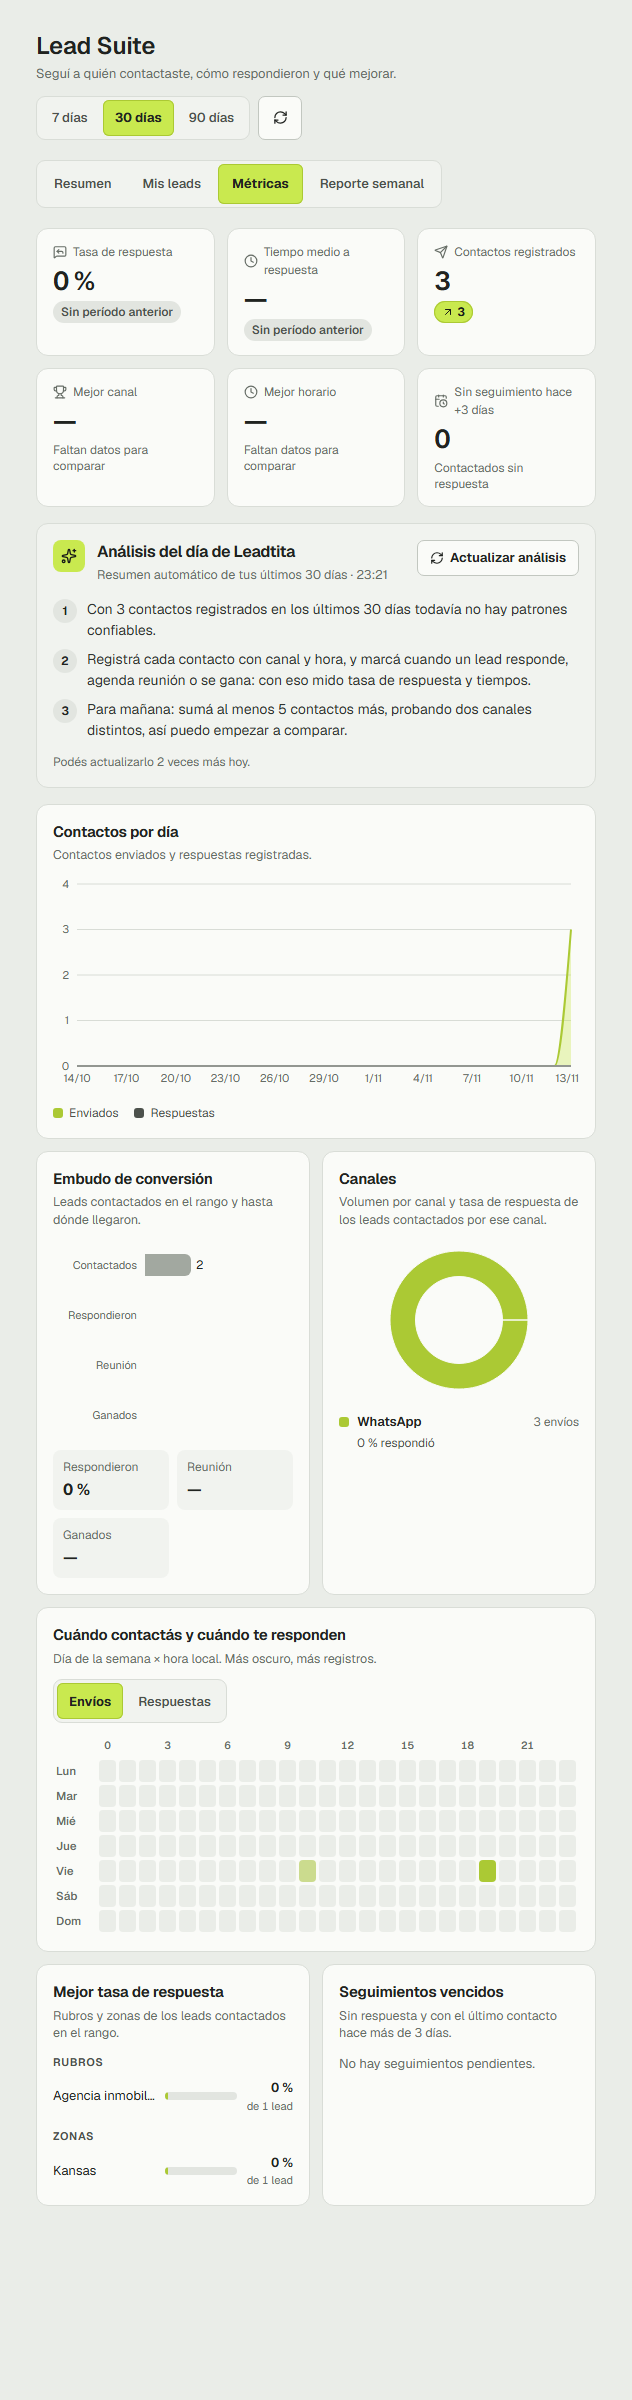 Lead Suite
Seguí a quién contactaste, cómo respondieron y qué mejorar.
7 días 30 días 90 días
Resumen Mis leads Métricas Reporte semanal
Tasa de respuesta
0 %
Sin período anterior
Tiempo medio a
respuesta
—
Sin período anterior
Contactos registrados
3
3
Mejor canal
—
Faltan datos para
comparar
Mejor horario
—
Faltan datos para
comparar
Sin seguimiento hace
+3 días
0
Contactados sin
respuesta
Análisis del día de Leadtita
Resumen automático de tus últimos 30 días · 23:21
Actualizar análisis
1 Con 3 contactos registrados en los últimos 30 días todavía no hay patrones
confiables.
2 Registrá cada contacto con canal y hora, y marcá cuando un lead responde,
agenda reunión o se gana: con eso mido tasa de respuesta y tiempos.
3 Para mañana: sumá al menos 5 contactos más, probando dos canales
distintos, así puedo empezar a comparar.
Podés actualizarlo 2 veces más hoy.
Contactos por día
Contactos enviados y respuestas registradas.
4
3
2
1
0
14/10 17/10 20/10 23/10 26/10 29/10 1/11 4/11 7/11 10/11 13/11
Enviados Respuestas
Embudo de conversión
Leads contactados en el rango y hasta
dónde llegaron.
Contactados 2
Respondieron
Reunión
Ganados
Respondieron
0 %
Reunión
—
Ganados
—
Canales
Volumen por canal y tasa de respuesta de
los leads contactados por ese canal.
WhatsApp 3 envíos
0 % respondió
Cuándo contactás y cuándo te responden
Día de la semana × hora local. Más oscuro, más registros.
Envíos Respuestas
0 3 6 9 12 15 18 21
Lun
Mar
Mié
Jue
Vie
Sáb
Dom
Mejor tasa de respuesta
Rubros y zonas de los leads contactados
en el rango.
RUBROS
Agencia inmobil... 0 %
de 1 lead
ZONAS
Kansas 0 %
de 1 lead
Seguimientos vencidos
Sin respuesta y con el último contacto
hace más de 3 días.
No hay seguimientos pendientes.